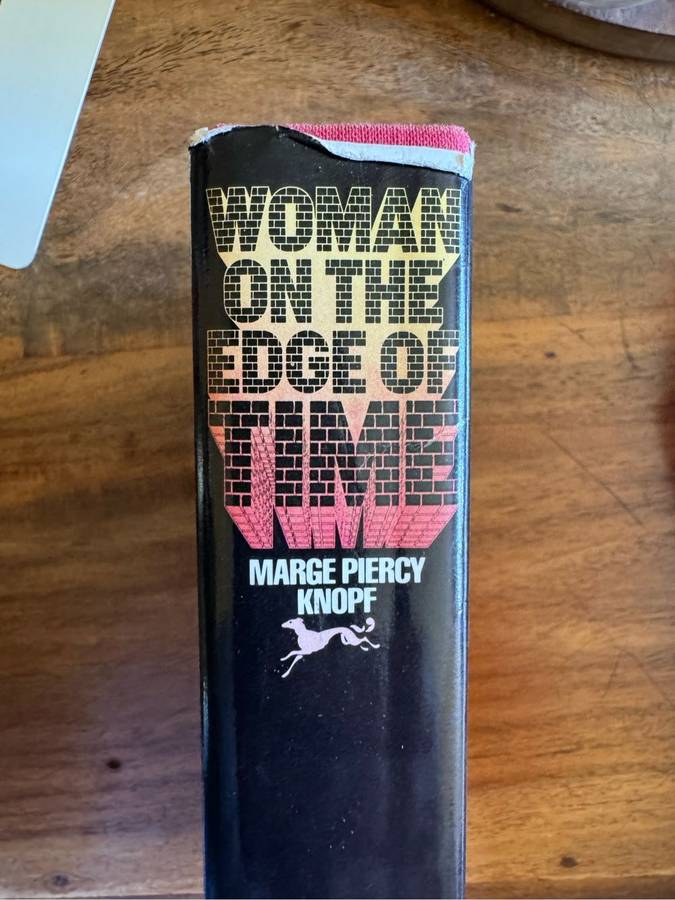 WOMAN
ON THE
EDGE OF
TIME
MARGE PIERCY
KNOPF